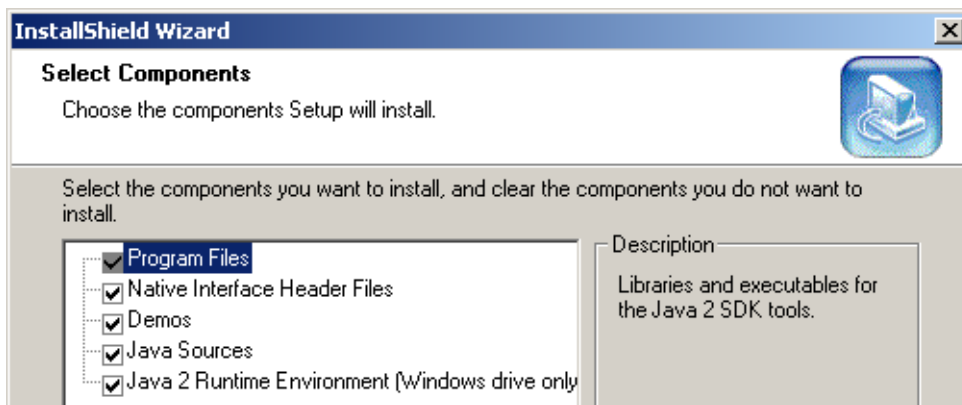 InstallShield Wizard
Select Components
Choose the components Setup will install.
Select the components you want to install, and clear the components you do not want to
install.
Program Files
Native Interface Header Files
Demos
Java Sources
Java 2 Runtime Environment (Windows drive only
Description
Libraries and executables for
the Java 2 SDK tools.